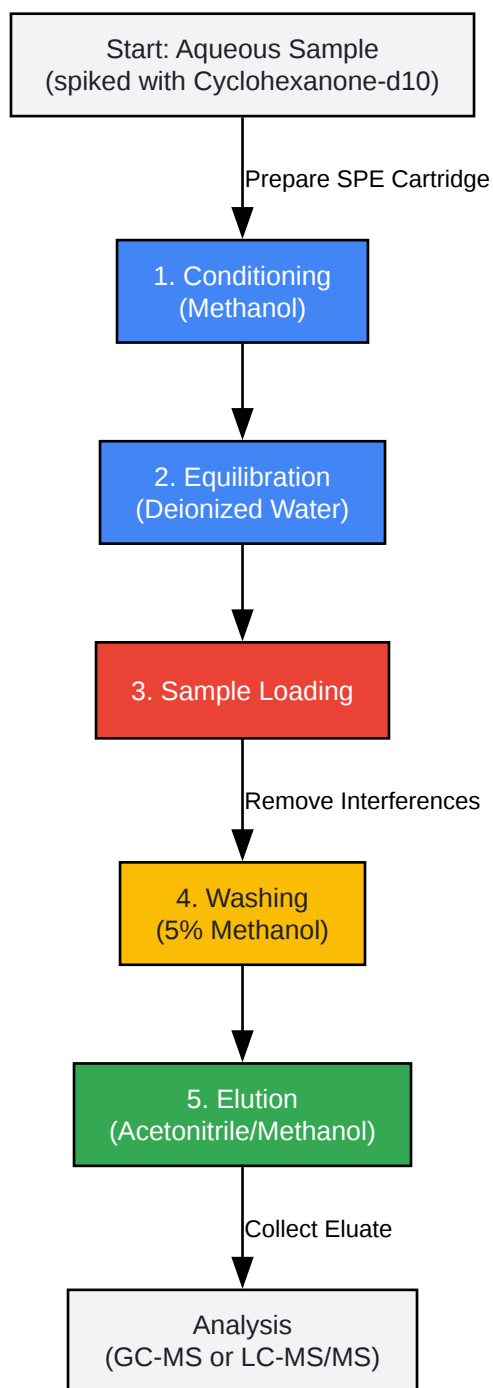 Start: Aqueous Sample
(spiked with Cyclohexanone-d10)
Prepare SPE Cartridge
1. Conditioning
(Methanol)
2. Equilibration
(Deionized Water)
3. Sample Loading
Remove Interferences
4. Washing
(5% Methanol)
5. Elution
(Acetonitrile/Methanol)
Collect Eluate
Analysis
(GC-MS or LC-MS/MS)